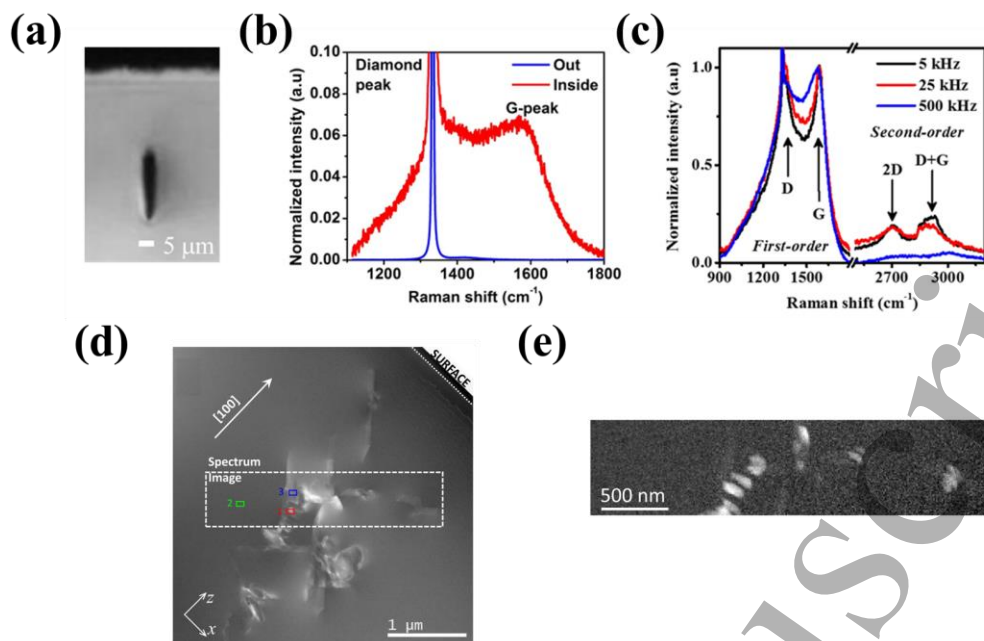 (a)
5 μm
(b)
Normalized intensity (a.u)
0.10
0.08
0.06
0.04
0.02
0.00
Diamond
peak
G-peak
Out
Inside
1200
1400
1600
1800
Raman shift (cm-1)
(c)
Normalized intensity (a.u)
1.0
0.5
0.0
5 kHz
25 kHz
500 kHz
Second-order
D
G
2D
D+G
First-order
900
1200
1500
2700
3000
Raman shift (cm-1)
(d)
SURFACE
[100]
Spectrum
Image
2
3
z
x
1 μm
(e)
500 nm